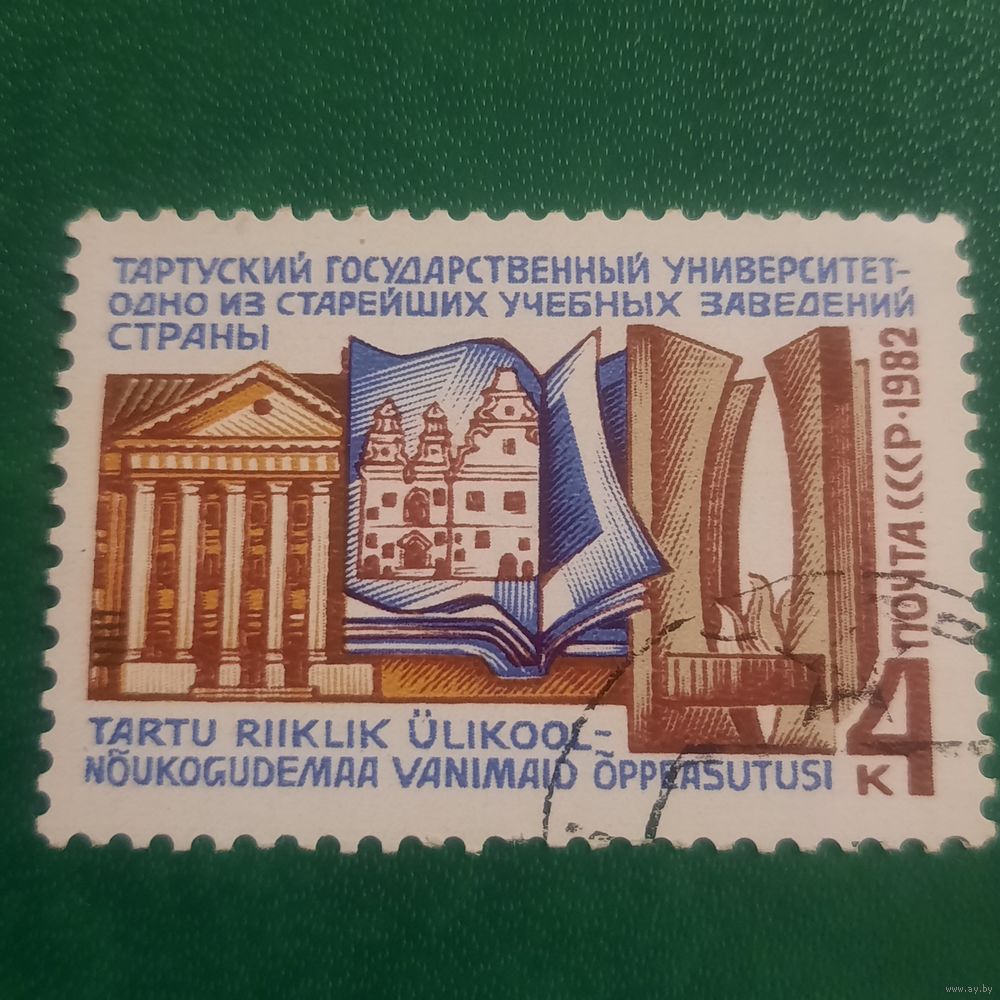 ТАРТУСКИЙ ГОСУДАРСТВЕННЫЙ УНИВЕРСИТЕТ-
ОДНО ИЗ СТАРЕЙШИХ УЧЕБНЫХ ЗАВЕДЕНИЙ
СТРАНЫ
ПОЧТА СССР·1982
4
К
TARTU RIIKLIK ÜLIKOOL-
NÕUKOGUDEMAA VANIMAID ÕPPEASUTUSI
www.ay.by